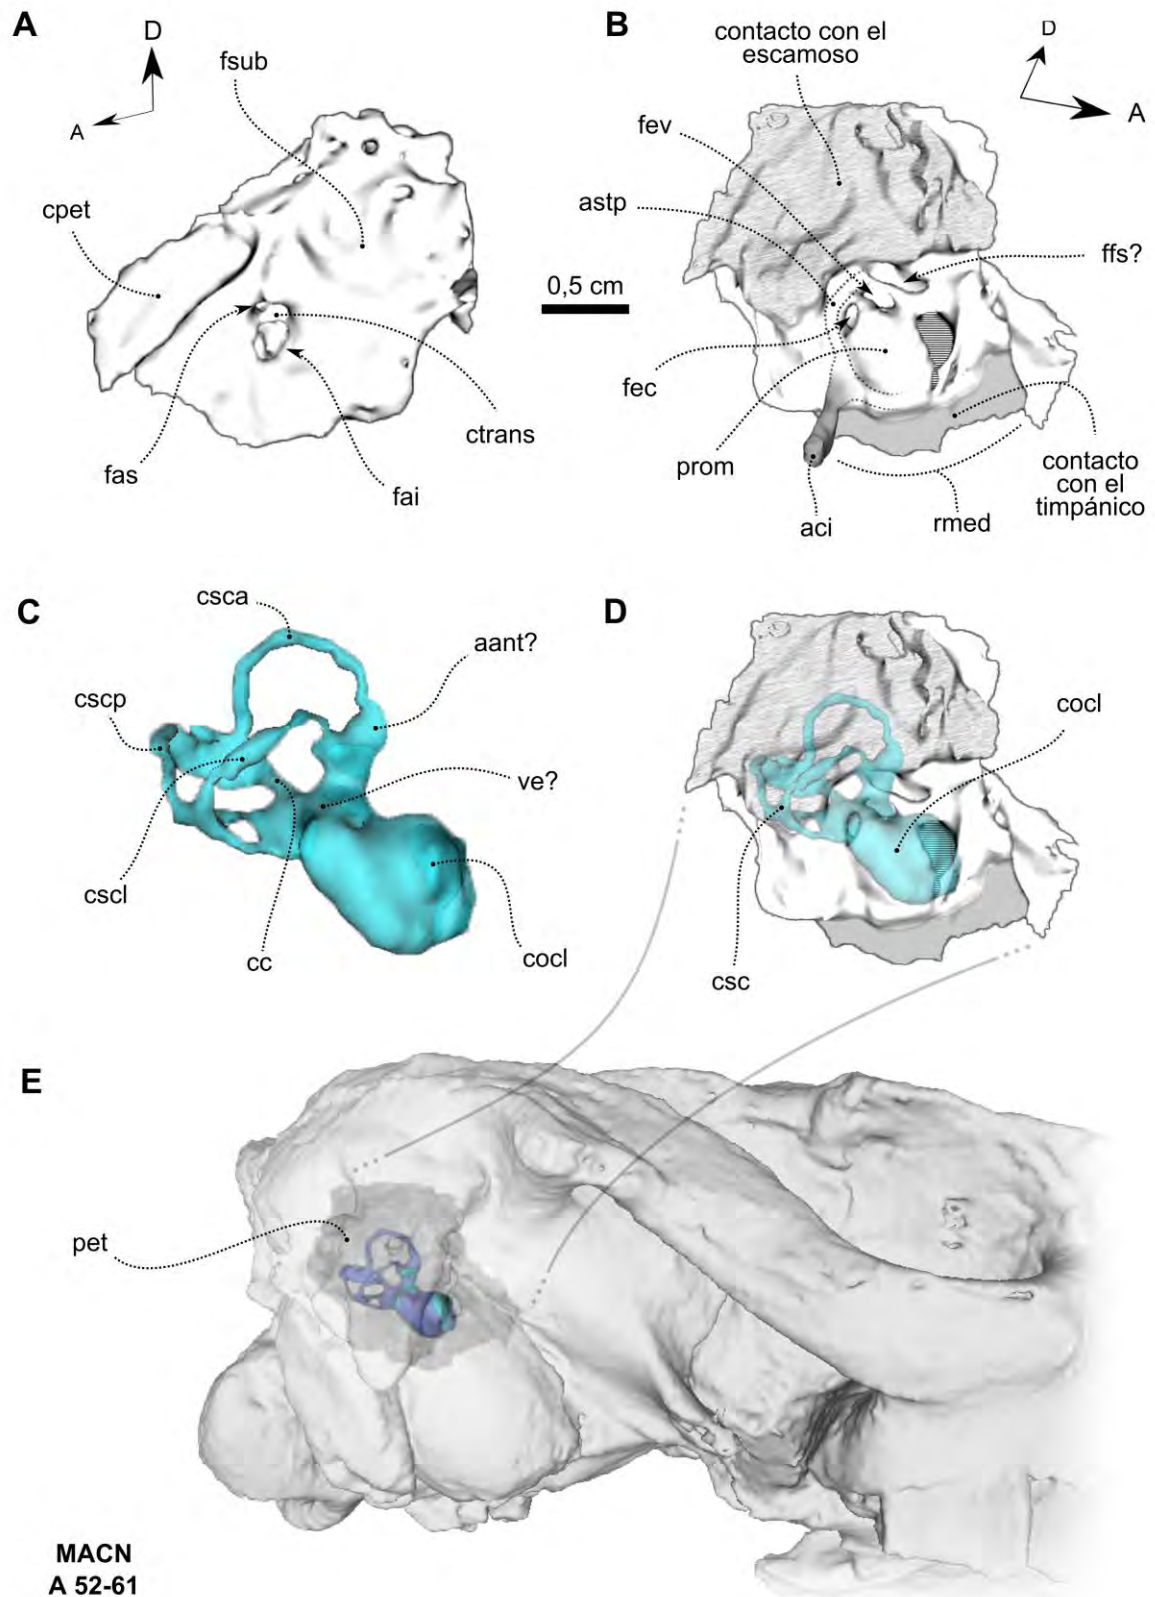 A
D
A
fsub
cpet
fas
fai
ctrans
0,5 cm
B
D
A
contacto con el
escamoso
fev
astp
ffs?
fec
prom
aci
rmed
contacto
con el
timpánico
C
csca
aant?
cscp
ve?
cscl
cc
cocl
D
cocl
csc
E
pet
MACN
A 52-61